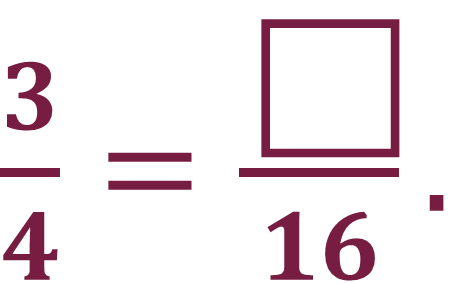 3/4 = □/16.